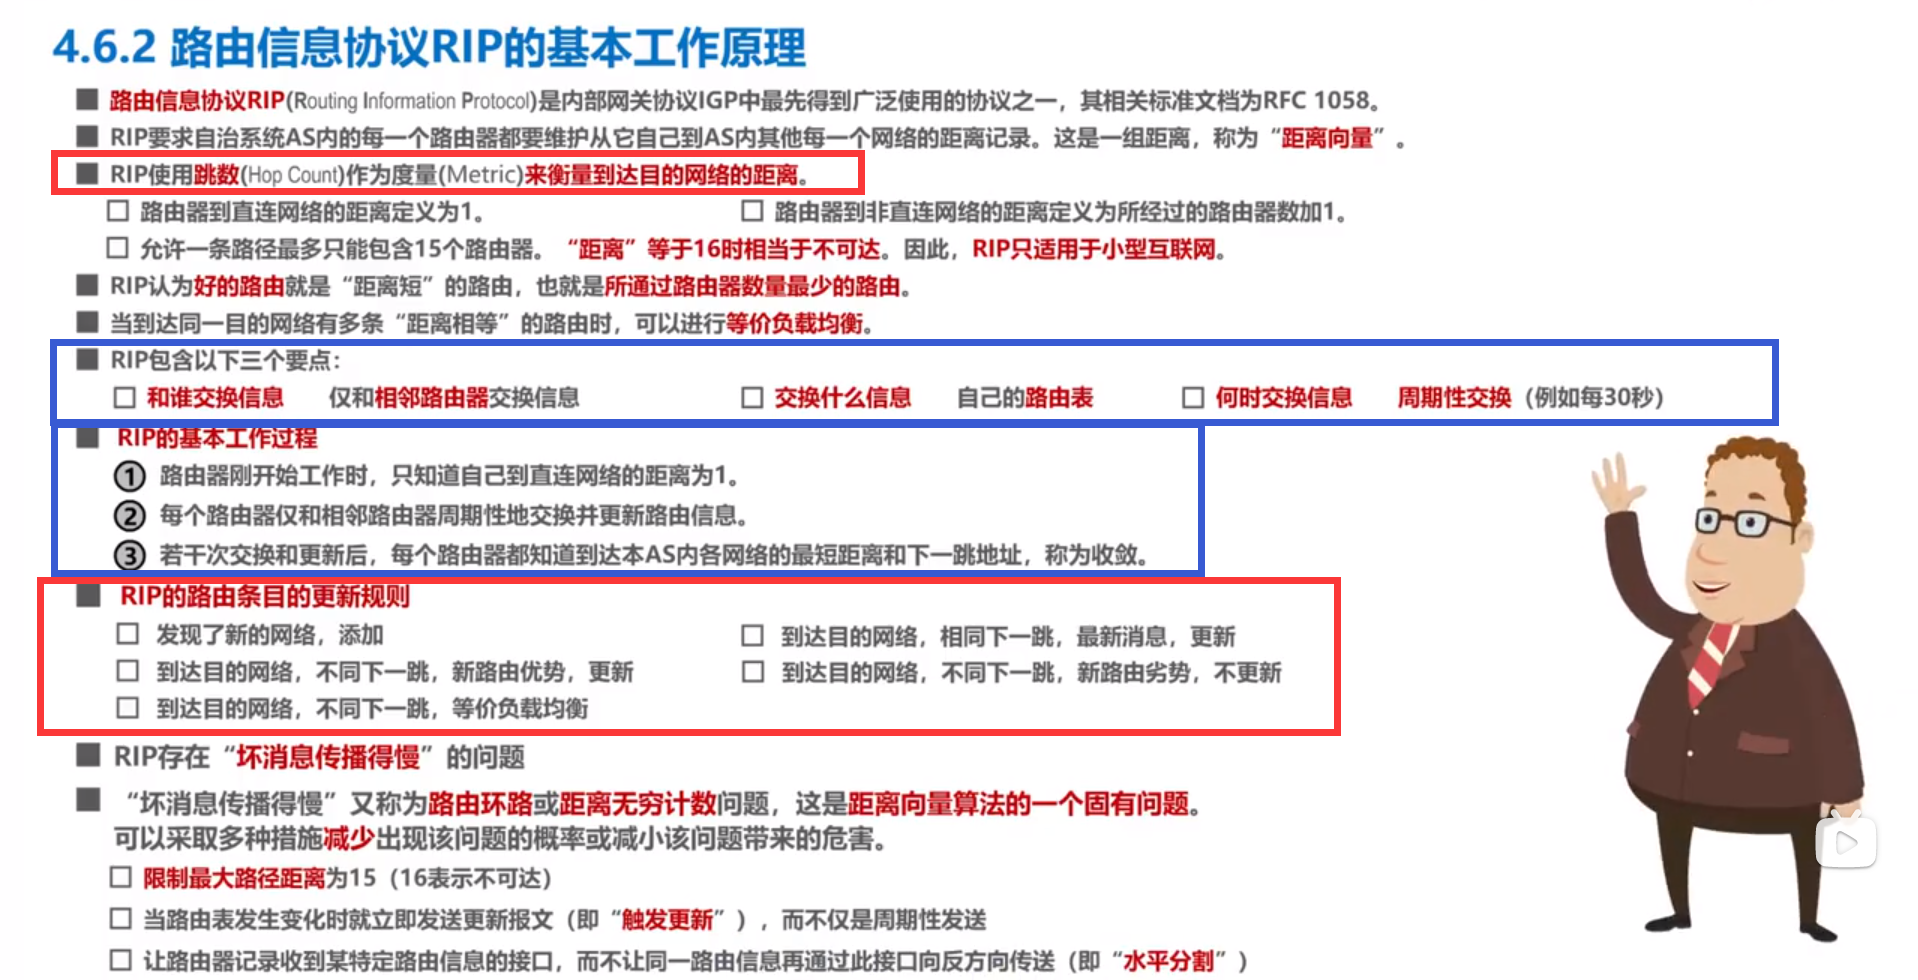 4.6.2 路由信息协议RIP的基本工作原理
路由信息协议RIP(Routing Information Protocol)是内部网关协议IGP中最先得到广泛使用的协议之一，其相关标准文档为RFC 1058。
RIP要求自治系统AS内的每一个路由器都要维护从它自己到AS内其他每一个网络的距离记录。这是一组距离，称为“距离向量”。
RIP使用跳数(Hop Count)作为度量(Metric)来衡量到达目的网络的距离。
路由器到直连网络的距离定义为1。 路由器到非直连网络的距离定义为所经过的路由器数加1。
允许一条路径最多只能包含15个路由器。“距离”等于16时相当于不可达。因此，RIP只适用于小型互联网。
RIP认为好的路由就是“距离短”的路由，也就是所通过路由器数量最少的路由。
当到达同一目的网络有多条“距离相等”的路由时，可以进行等价负载均衡。
RIP包含以下三个要点：
和谁交换信息 仅和相邻路由器交换信息 交换什么信息 自己的路由表 何时交换信息 周期性交换（例如每30秒）
RIP的基本工作过程
① 路由器刚开始工作时，只知道自己到直连网络的距离为1。
② 每个路由器仅和相邻路由器周期性地交换并更新路由信息。
③ 若干次交换和更新后，每个路由器都知道到达本AS内各网络的最短距离和下一跳地址，称为收敛。
RIP的路由条目的更新规则
发现了新的网络，添加 到达目的网络，相同下一跳，最新消息，更新
到达目的网络，不同下一跳，新路由优势，更新 到达目的网络，不同下一跳，新路由劣势，不更新
到达目的网络，不同下一跳，等价负载均衡
RIP存在“坏消息传播得慢”的问题
“坏消息传播得慢”又称为路由环路或距离无穷计数问题，这是距离向量算法的一个固有问题。
可以采取多种措施减少出现该问题的概率或减小该问题带来的危害。
限制最大路径距离为15（16表示不可达）
当路由表发生变化时就立即发送更新报文（即“触发更新”），而不仅是周期性发送
让路由器记录收到某特定路由信息的接口，而不让同一路由信息再通过此接口向反方向传送（即“水平分割”）